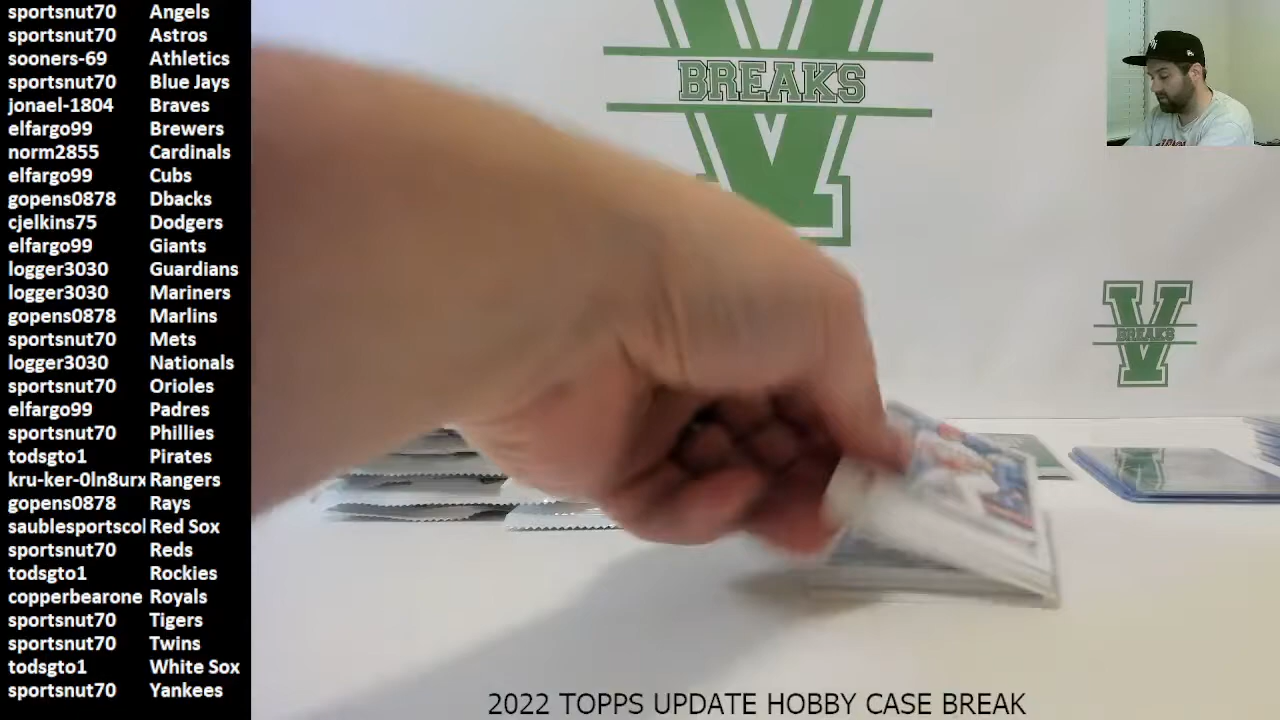 sportsnut70 Angels
sportsnut70 Astros
sooners-69 Athletics
sportsnut70 Blue Jays
jonael-1804 Braves
elfargo99 Brewers
norm2855 Cardinals
elfargo99 Cubs
gopens0878 Dbacks
cjelkins75 Dodgers
elfargo99 Giants
logger3030 Guardians
logger3030 Mariners
gopens0878 Marlins
sportsnut70 Mets
logger3030 Nationals
sportsnut70 Orioles
elfargo99 Padres
sportsnut70 Phillies
todsgto1 Pirates
kru-ker-0ln8urx Rangers
gopens0878 Rays
saublesportscol Red Sox
sportsnut70 Reds
todsgto1 Rockies
copperbearone Royals
sportsnut70 Tigers
sportsnut70 Twins
todsgto1 White Sox
sportsnut70 Yankees
V
BREAKS
V
BREAKS
2022 TOPPS UPDATE HOBBY CASE BREAK